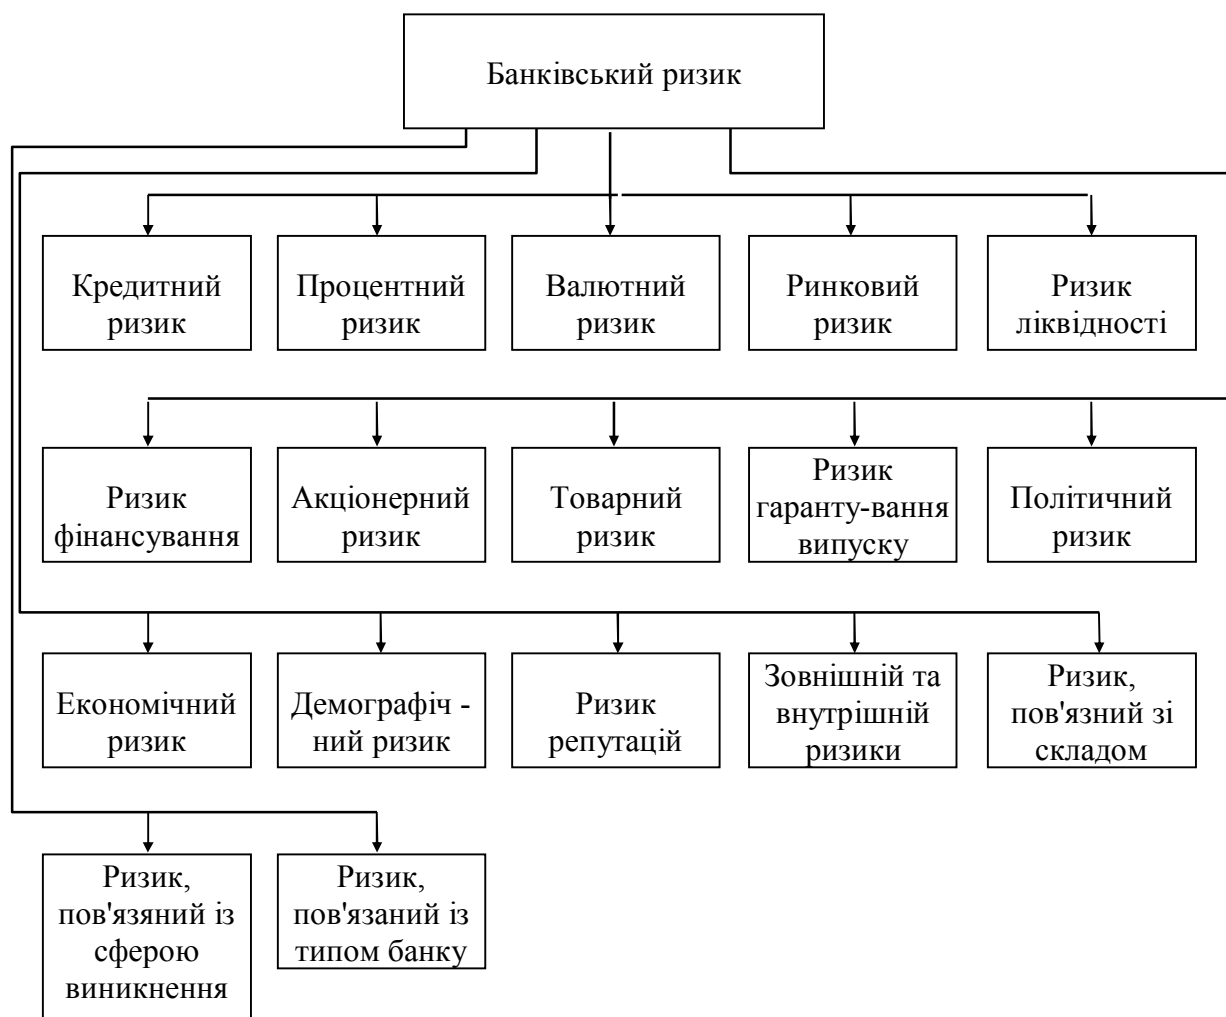 Банківський ризик
Кредитний
ризик
Процентний
ризик
Валютний
ризик
Ринковий
ризик
Ризик
ліквідності
Ризик
фінансування
Акціонерний
ризик
Товарний
ризик
Ризик
гаранту-вання
випуску
Політичний
ризик
Економічний
ризик
Демографіч -
ний ризик
Ризик
репутацій
Зовнішній та
внутрішній
ризики
Ризик,
пов'язний зі
складом
Ризик,
пов'язяний із
сферою
виникнення
Ризик,
пов'язаний із
типом банку